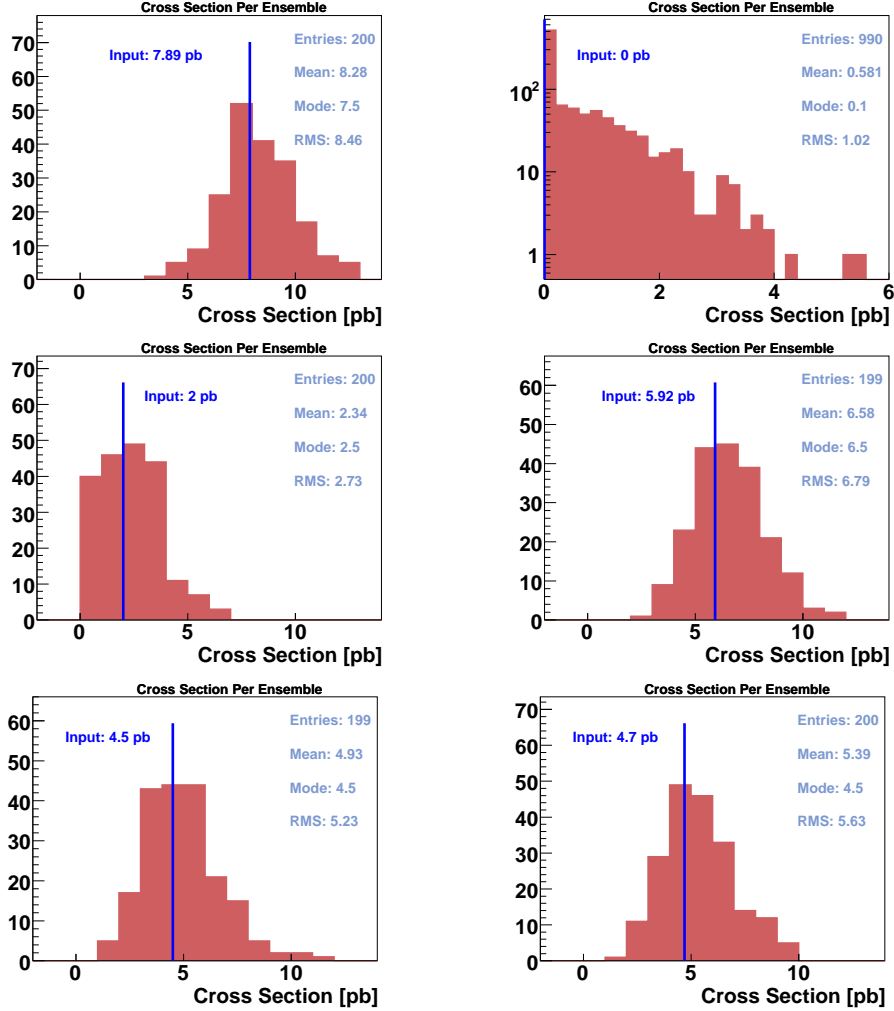 Cross Section Per Ensemble
70
60
50
40
30
20
10
0
Input: 7.89 pb
Entries: 200
Mean: 8.28
Mode: 7.5
RMS: 8.46
0 5 10
Cross Section [pb]
Cross Section Per Ensemble
10²
10
1
Input: 0 pb
Entries: 990
Mean: 0.581
Mode: 0.1
RMS: 1.02
0 2 4 6
Cross Section [pb]
Cross Section Per Ensemble
70
60
50
40
30
20
10
0
Input: 2 pb
Entries: 200
Mean: 2.34
Mode: 2.5
RMS: 2.73
0 5 10
Cross Section [pb]
Cross Section Per Ensemble
60
50
40
30
20
10
0
Input: 5.92 pb
Entries: 199
Mean: 6.58
Mode: 6.5
RMS: 6.79
0 5 10
Cross Section [pb]
Cross Section Per Ensemble
60
50
40
30
20
10
0
Input: 4.5 pb
Entries: 199
Mean: 4.93
Mode: 4.5
RMS: 5.23
0 5 10
Cross Section [pb]
Cross Section Per Ensemble
70
60
50
40
30
20
10
0
Input: 4.7 pb
Entries: 200
Mean: 5.39
Mode: 4.5
RMS: 5.63
0 5 10
Cross Section [pb]